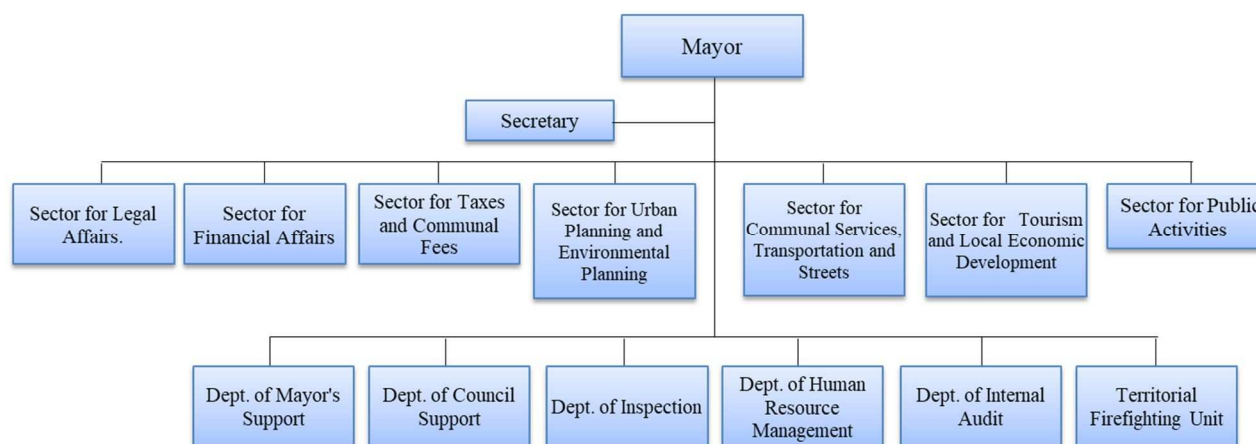 Mayor
Secretary
Sector for Legal
Affairs.
Sector for
Financial Affairs
Sector for Taxes
and Communal
Fees
Sector for Urban
Planning and
Environmental
Planning
Sector for
Communal Services,
Transportation and
Streets
Sector for Tourism
and Local Economic
Development
Sector for Public
Activities
Dept. of Mayor's
Support
Dept. of Council
Support
Dept. of Inspection
Dept. of Human
Resource
Management
Dept. of Internal
Audit
Territorial
Firefighting Unit